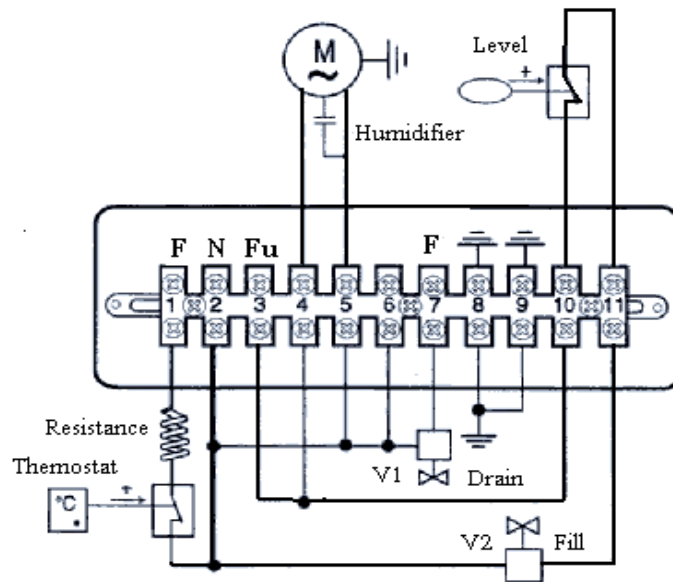 M
~
Level
+
Humidifier
F N Fu F
1 2 3 4 5 6 7 8 9 10 11
Resistance
Themostat
+
°C
V1 Drain
V2 Fill